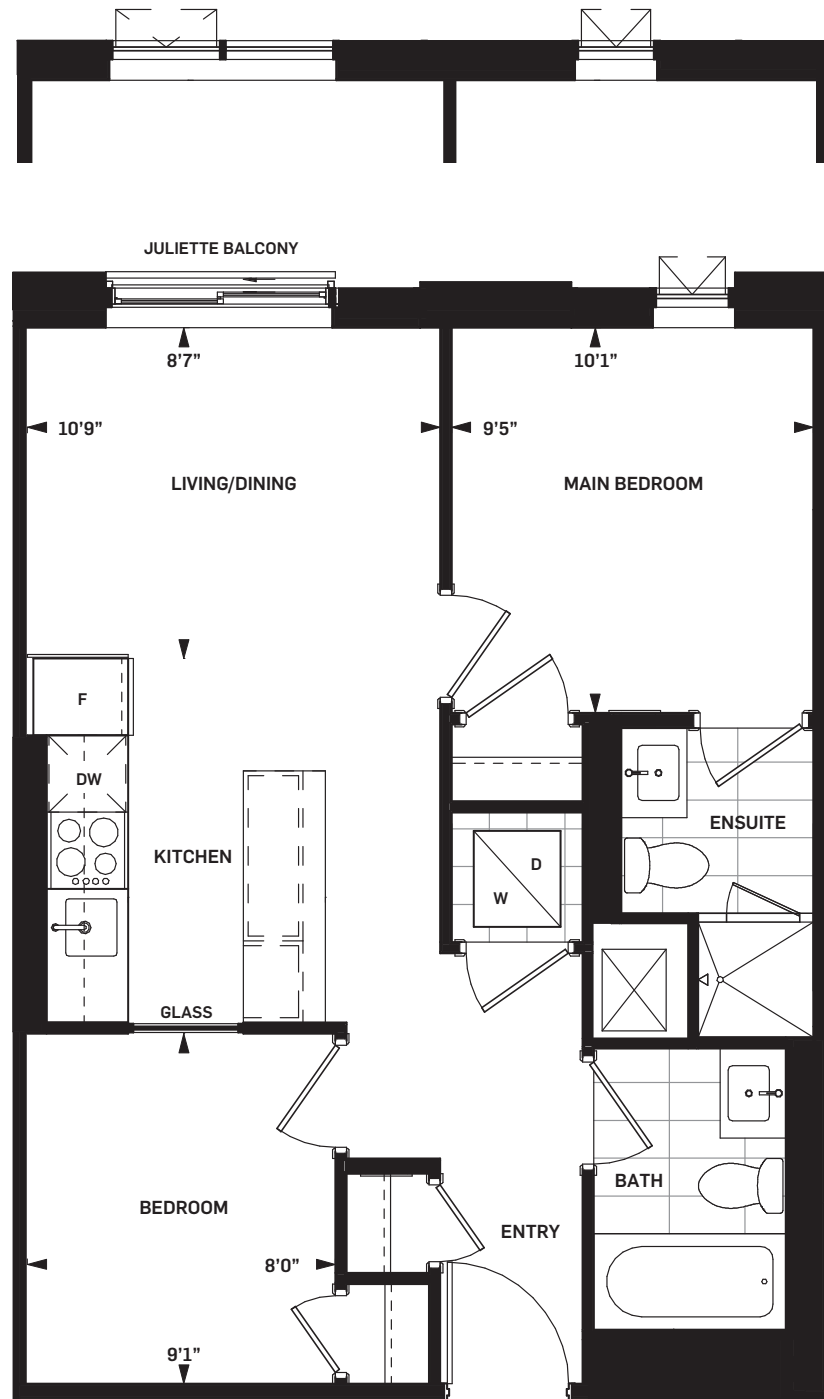 JULIETTE BALCONY
8’7”
10’1”
10’9”
9’5”
LIVING/DINING
MAIN BEDROOM
F
DW
ENSUITE
KITCHEN
D
W
GLASS
BATH
BEDROOM
ENTRY
8’0”
9’1”